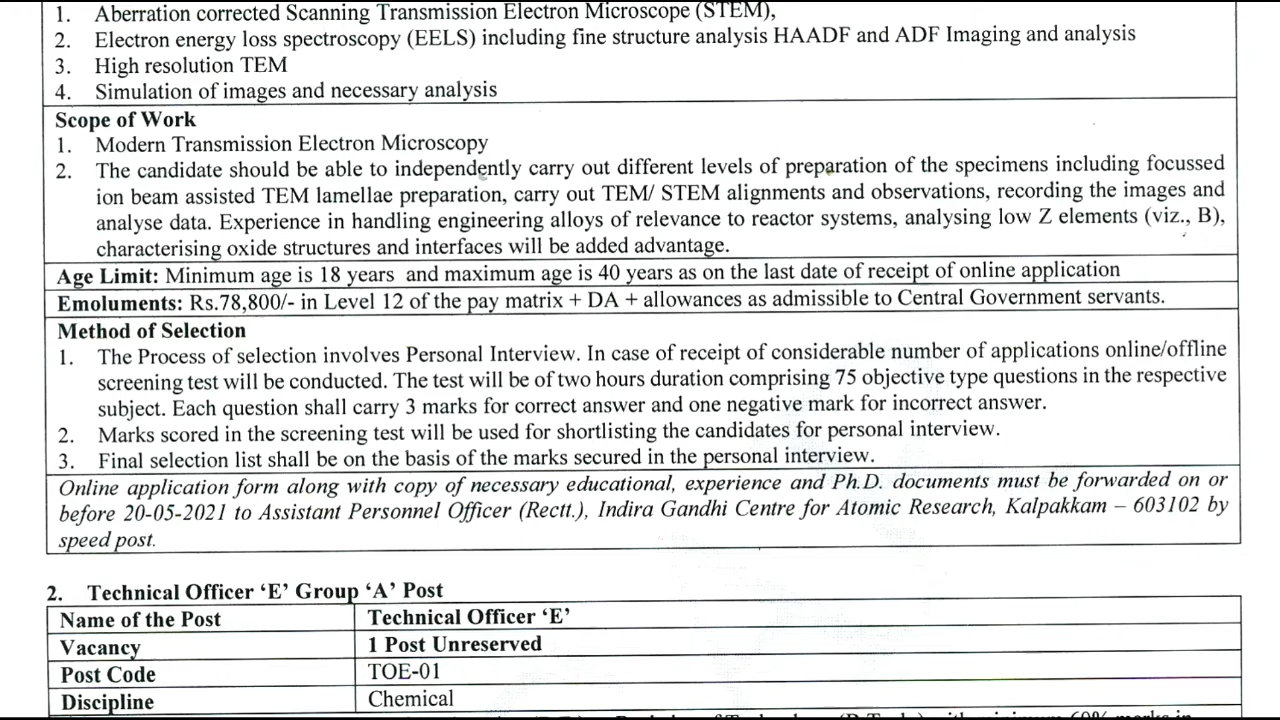 1. Aberration corrected Scanning Transmission Electron Microscope (STEM),
2. Electron energy loss spectroscopy (EELS) including fine structure analysis HAADF and ADF Imaging and analysis
3. High resolution TEM
4. Simulation of images and necessary analysis
Scope of Work
1. Modern Transmission Electron Microscopy
2. The candidate should be able to independently carry out different levels of preparation of the specimens including focussed
ion beam assisted TEM lamellae preparation, carry out TEM/ STEM alignments and observations, recording the images and
analyse data. Experience in handling engineering alloys of relevance to reactor systems, analysing low Z elements (viz., B),
characterising oxide structures and interfaces will be added advantage.
Age Limit: Minimum age is 18 years and maximum age is 40 years as on the last date of receipt of online application
Emoluments: Rs.78,800/- in Level 12 of the pay matrix + DA + allowances as admissible to Central Government servants.
Method of Selection
1. The Process of selection involves Personal Interview. In case of receipt of considerable number of applications online/offline
screening test will be conducted. The test will be of two hours duration comprising 75 objective type questions in the respective
subject. Each question shall carry 3 marks for correct answer and one negative mark for incorrect answer.
2. Marks scored in the screening test will be used for shortlisting the candidates for personal interview.
3. Final selection list shall be on the basis of the marks secured in the personal interview.
Online application form along with copy of necessary educational, experience and Ph.D. documents must be forwarded on or
before 20-05-2021 to Assistant Personnel Officer (Rectt.), Indira Gandhi Centre for Atomic Research, Kalpakkam – 603102 by
speed post.
2. Technical Officer ‘E’ Group ‘A’ Post
Name of the Post Technical Officer ‘E’
Vacancy 1 Post Unreserved
Post Code TOE-01
Discipline Chemical